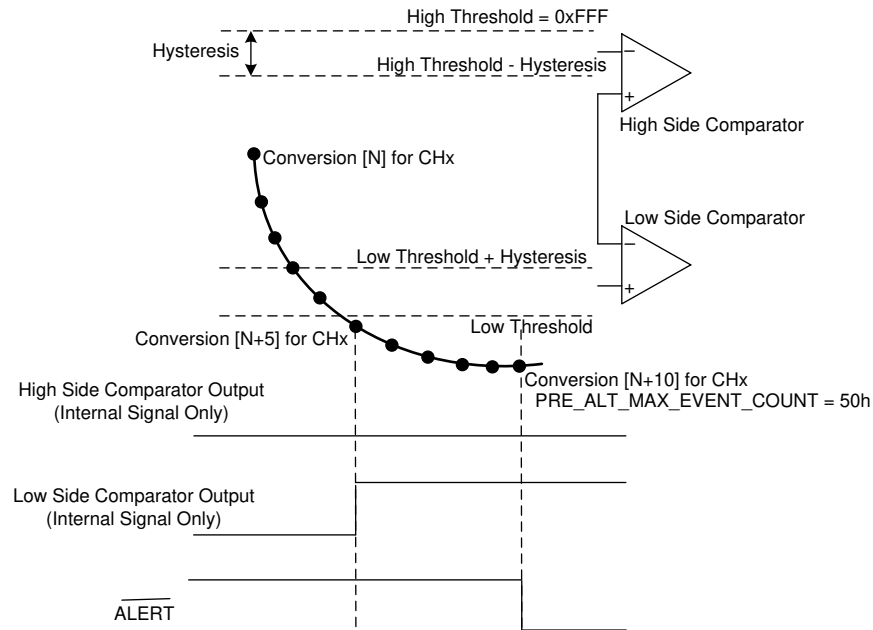 High Threshold = 0xFFF
Hysteresis
High Threshold - Hysteresis
−
+
High Side Comparator
Conversion [N] for CHx
Low Side Comparator
−
+
Low Threshold + Hysteresis
Low Threshold
Conversion [N+5] for CHx
Conversion [N+10] for CHx
PRE_ALT_MAX_EVENT_COUNT = 50h
High Side Comparator Output
(Internal Signal Only)
Low Side Comparator Output
(Internal Signal Only)
ALERT